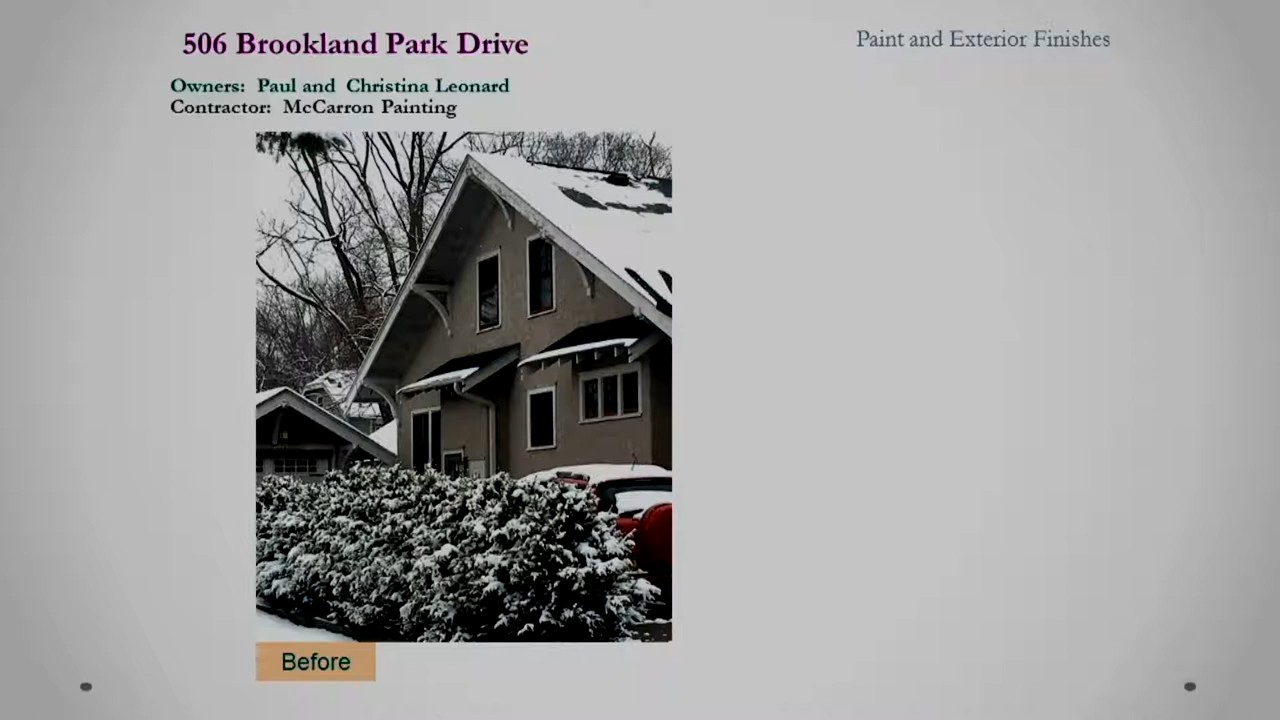 506 Brookland Park Drive
Paint and Exterior Finishes
Owners: Paul and Christina Leonard
Contractor: McCarron Painting
Before